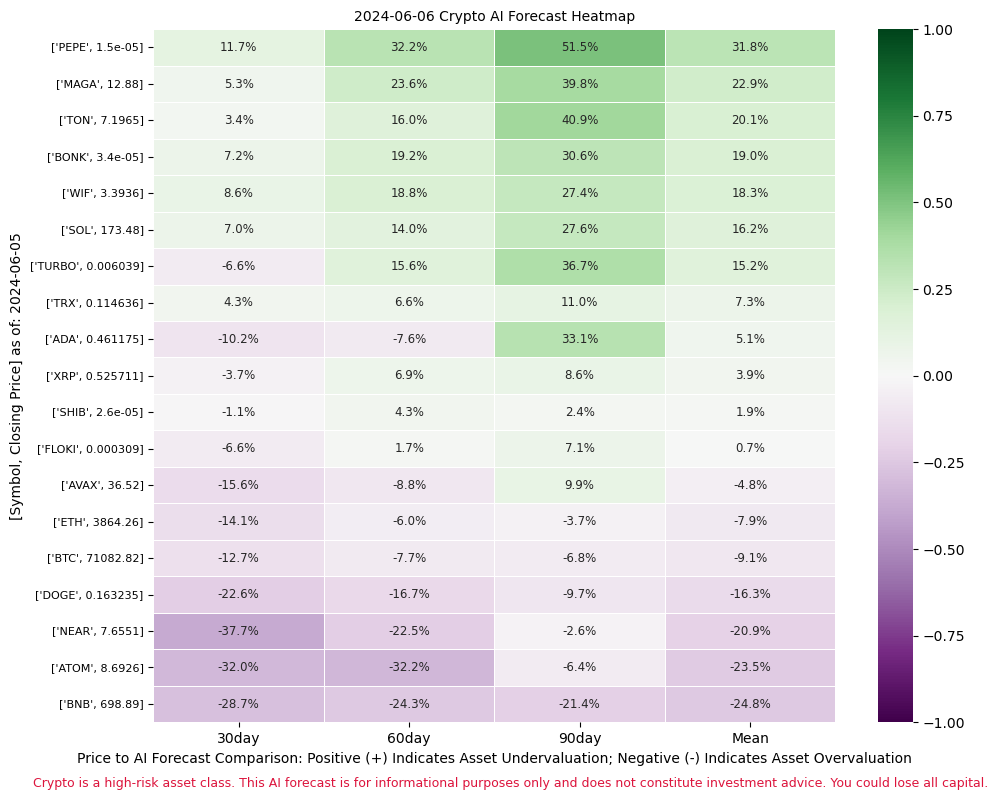 2024-06-06 Crypto AI Forecast Heatmap
['PEPE', 1.5e-05] 11.7% 32.2% 51.5% 31.8%
['MAGA', 12.88] 5.3% 23.6% 39.8% 22.9%
['TON', 7.1965] 3.4% 16.0% 40.9% 20.1%
['BONK', 3.4e-05] 7.2% 19.2% 30.6% 19.0%
['WIF', 3.3936] 8.6% 18.8% 27.4% 18.3%
['SOL', 173.48] 7.0% 14.0% 27.6% 16.2%
['TURBO', 0.006039] -6.6% 15.6% 36.7% 15.2%
['TRX', 0.114636] 4.3% 6.6% 11.0% 7.3%
['ADA', 0.461175] -10.2% -7.6% 33.1% 5.1%
['XRP', 0.525711] -3.7% 6.9% 8.6% 3.9%
['SHIB', 2.6e-05] -1.1% 4.3% 2.4% 1.9%
['FLOKI', 0.000309] -6.6% 1.7% 7.1% 0.7%
['AVAX', 36.52] -15.6% -8.8% 9.9% -4.8%
['ETH', 3864.26] -14.1% -6.0% -3.7% -7.9%
['BTC', 71082.82] -12.7% -7.7% -6.8% -9.1%
['DOGE', 0.163235] -22.6% -16.7% -9.7% -16.3%
['NEAR', 7.6551] -37.7% -22.5% -2.6% -20.9%
['ATOM', 8.6926] -32.0% -32.2% -6.4% -23.5%
['BNB', 698.89] -28.7% -24.3% -21.4% -24.8%
30day 60day 90day Mean
[Symbol, Closing Price] as of: 2024-06-05
1.00
0.75
0.50
0.25
0.00
−0.25
−0.50
−0.75
−1.00
Price to AI Forecast Comparison: Positive (+) Indicates Asset Undervaluation; Negative (-) Indicates Asset Overvaluation
Crypto is a high-risk asset class. This AI forecast is for informational purposes only and does not constitute investment advice. You could lose all capital.